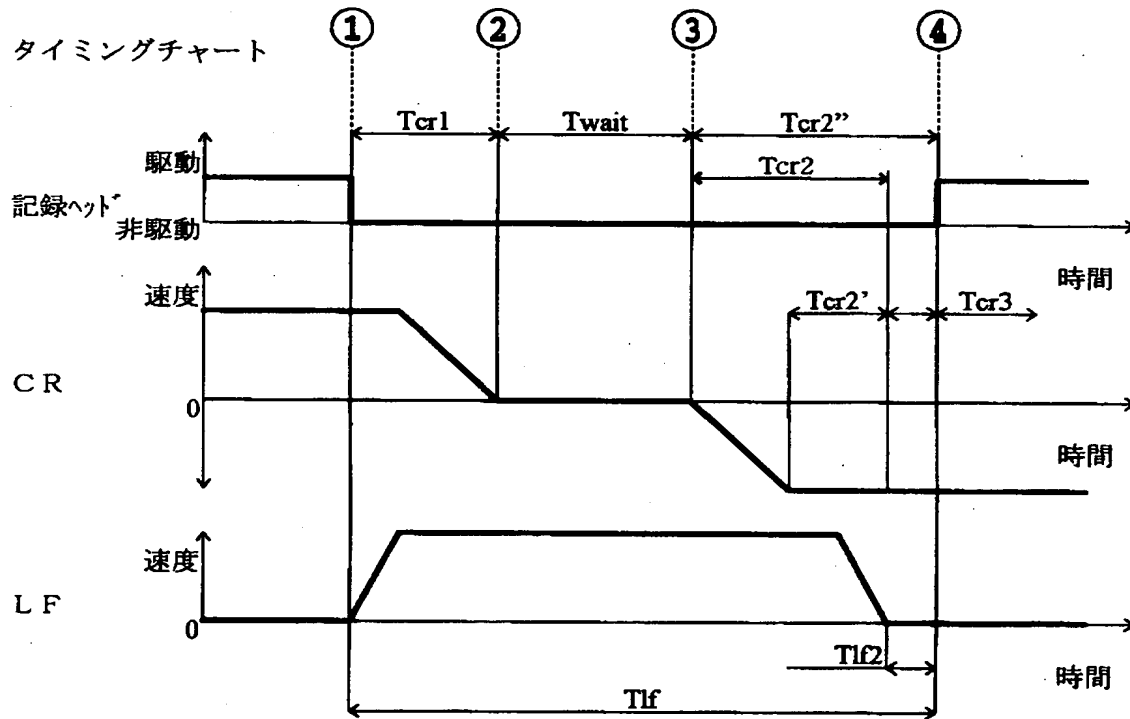 ① ② ③ ④
タイミングチャート
Tcr1 Twait Tcr2”
駆動 Tcr2
記録ヘッド
非駆動
時間
速度 Tcr2’ Tcr3
CR
0
時間
速度
LF
0
Tlf2
時間
Tlf